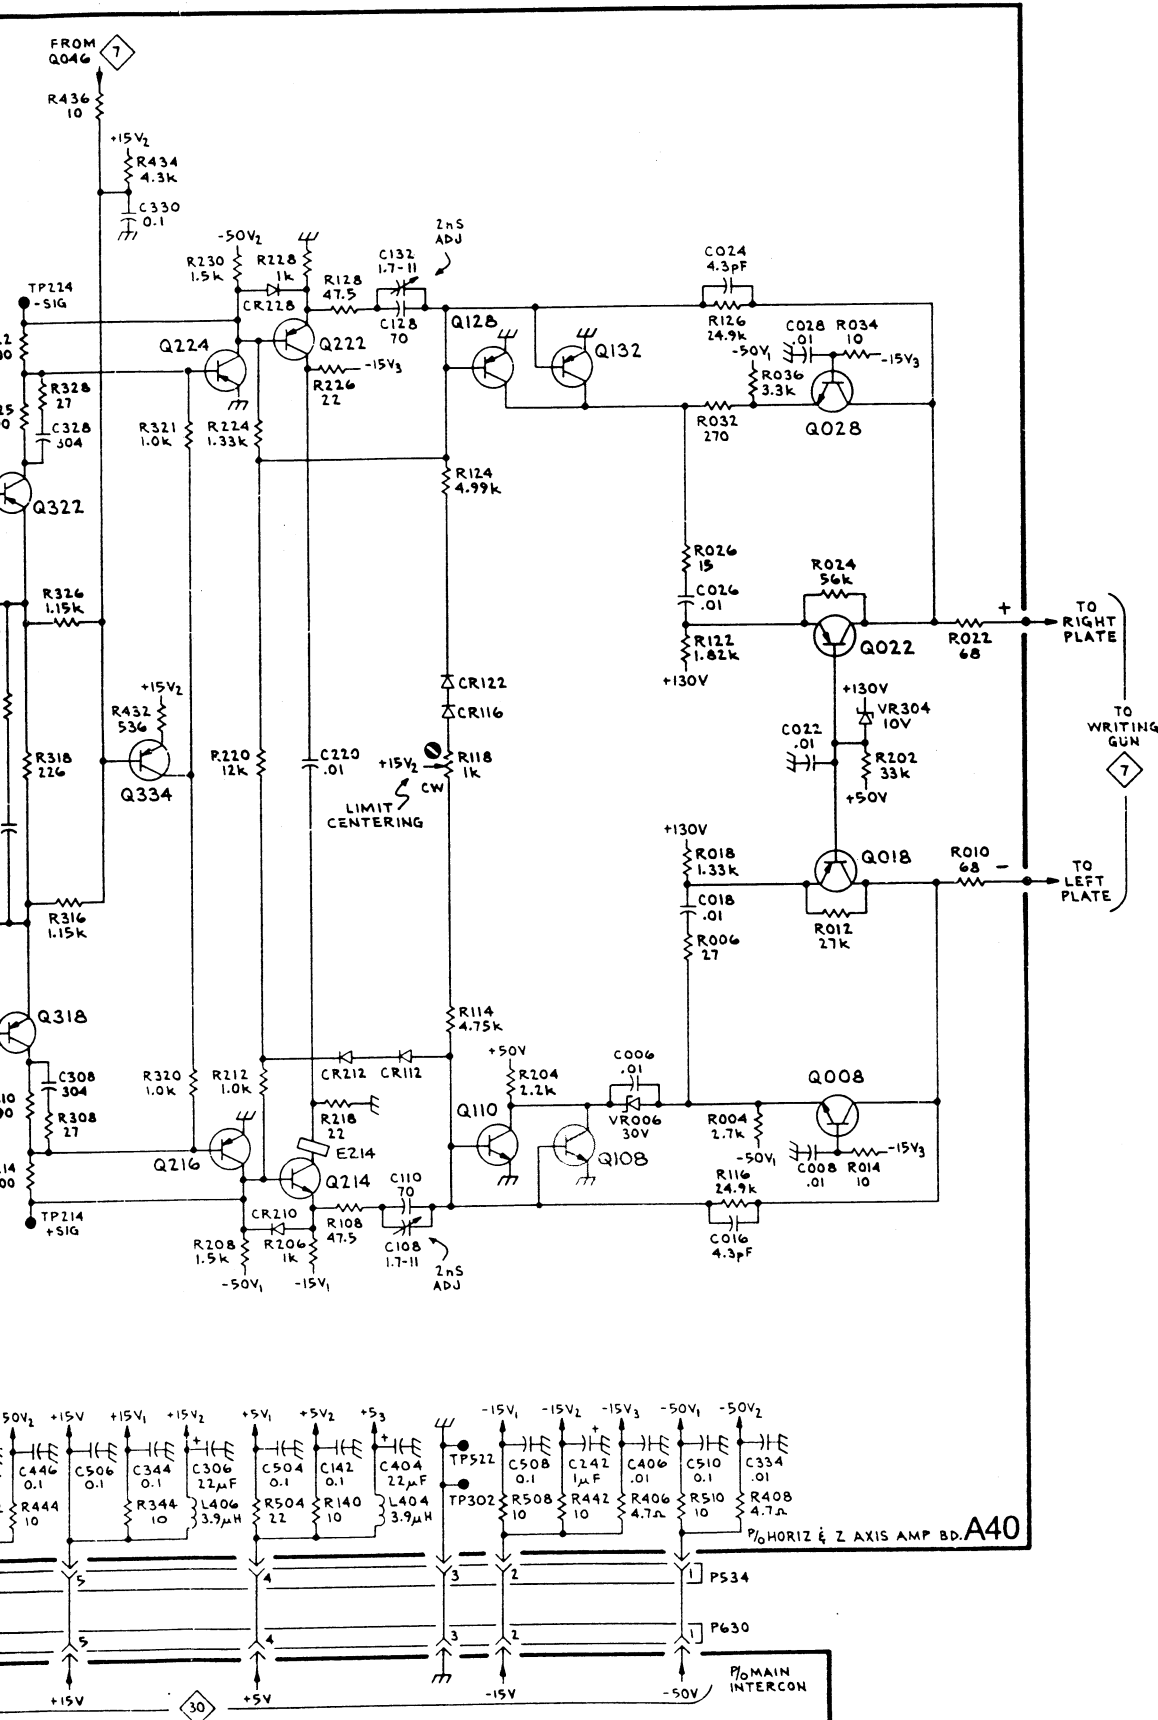 FROM
Q046
7
R436
10
+15V2
R434
4.3K
C330
0.1
-50V2
R230
1.5K
R228
1K
CR228
R128
47.5
C132
1.7-11
2nS
ADJ
C128
70
TP224
-SIG
Q224
Q222
-15V3
R226
22
Q128
Q132
C024
4.3pF
R126
24.9K
C028
.01
R034
10
-50V1
-15V3
R036
3.3K
R032
270
Q028
R328
27
C328
304
R321
1.0K
R224
1.33K
R124
4.99K
Q322
R026
15
C026
.01
R024
56K
R326
1.15K
R122
1.82K
+130V
Q022
+
R022
68
TO
RIGHT
PLATE
CR122
CR116
+15V2
R432
536
+130V
VR304
10V
C022
.01
R202
33K
+50V
TO
WRITING
GUN
7
R318
226
Q334
R220
12K
C220
.01
+15V2
R118
1K
CW
LIMIT
CENTERING
+130V
R018
1.33K
Q018
R010
68
-
TO
LEFT
PLATE
C018
.01
R012
27K
R006
27
R316
1.15K
Q318
R114
4.75K
C308
304
R308
27
R320
1.0K
R212
1.0K
CR212
CR112
+50V
R204
2.2K
C006
.01
VR006
30V
Q008
R218
22
E214
Q110
Q108
R004
2.7K
-50V1
C008
.01
R014
10
-15V3
Q216
Q214
C110
70
R116
24.9K
TP214
+SIG
CR210
R208
1.5K
R206
1K
R108
47.5
C108
1.7-11
2nS
ADJ
C016
4.3pF
-50V1
-15V1
50V2 +15V +15V1 +15V2 +5V1 +5V2 +53 -15V1 -15V2 -15V3 -50V1 -50V2
+ + +
C446 C506 C344 C306 C504 C142 C404 TP522 C508 C242 C406 C510 C334
0.1 0.1 0.1 22µF 0.1 0.1 22µF 0.1 1µF .01 0.1 .01
R444 R344 L406 R504 R140 L404 TP302 R508 R442 R406 R510 R408
10 10 3.9µH 22 10 3.9µH 10 10 4.7Ω 10 4.7Ω
P/O HORIZ & Z AXIS AMP BD. A40
5 4 3 2 1 P534
5 4 3 2 1 P630
+15V +5V -15V -50V
30
P/O MAIN
INTERCON